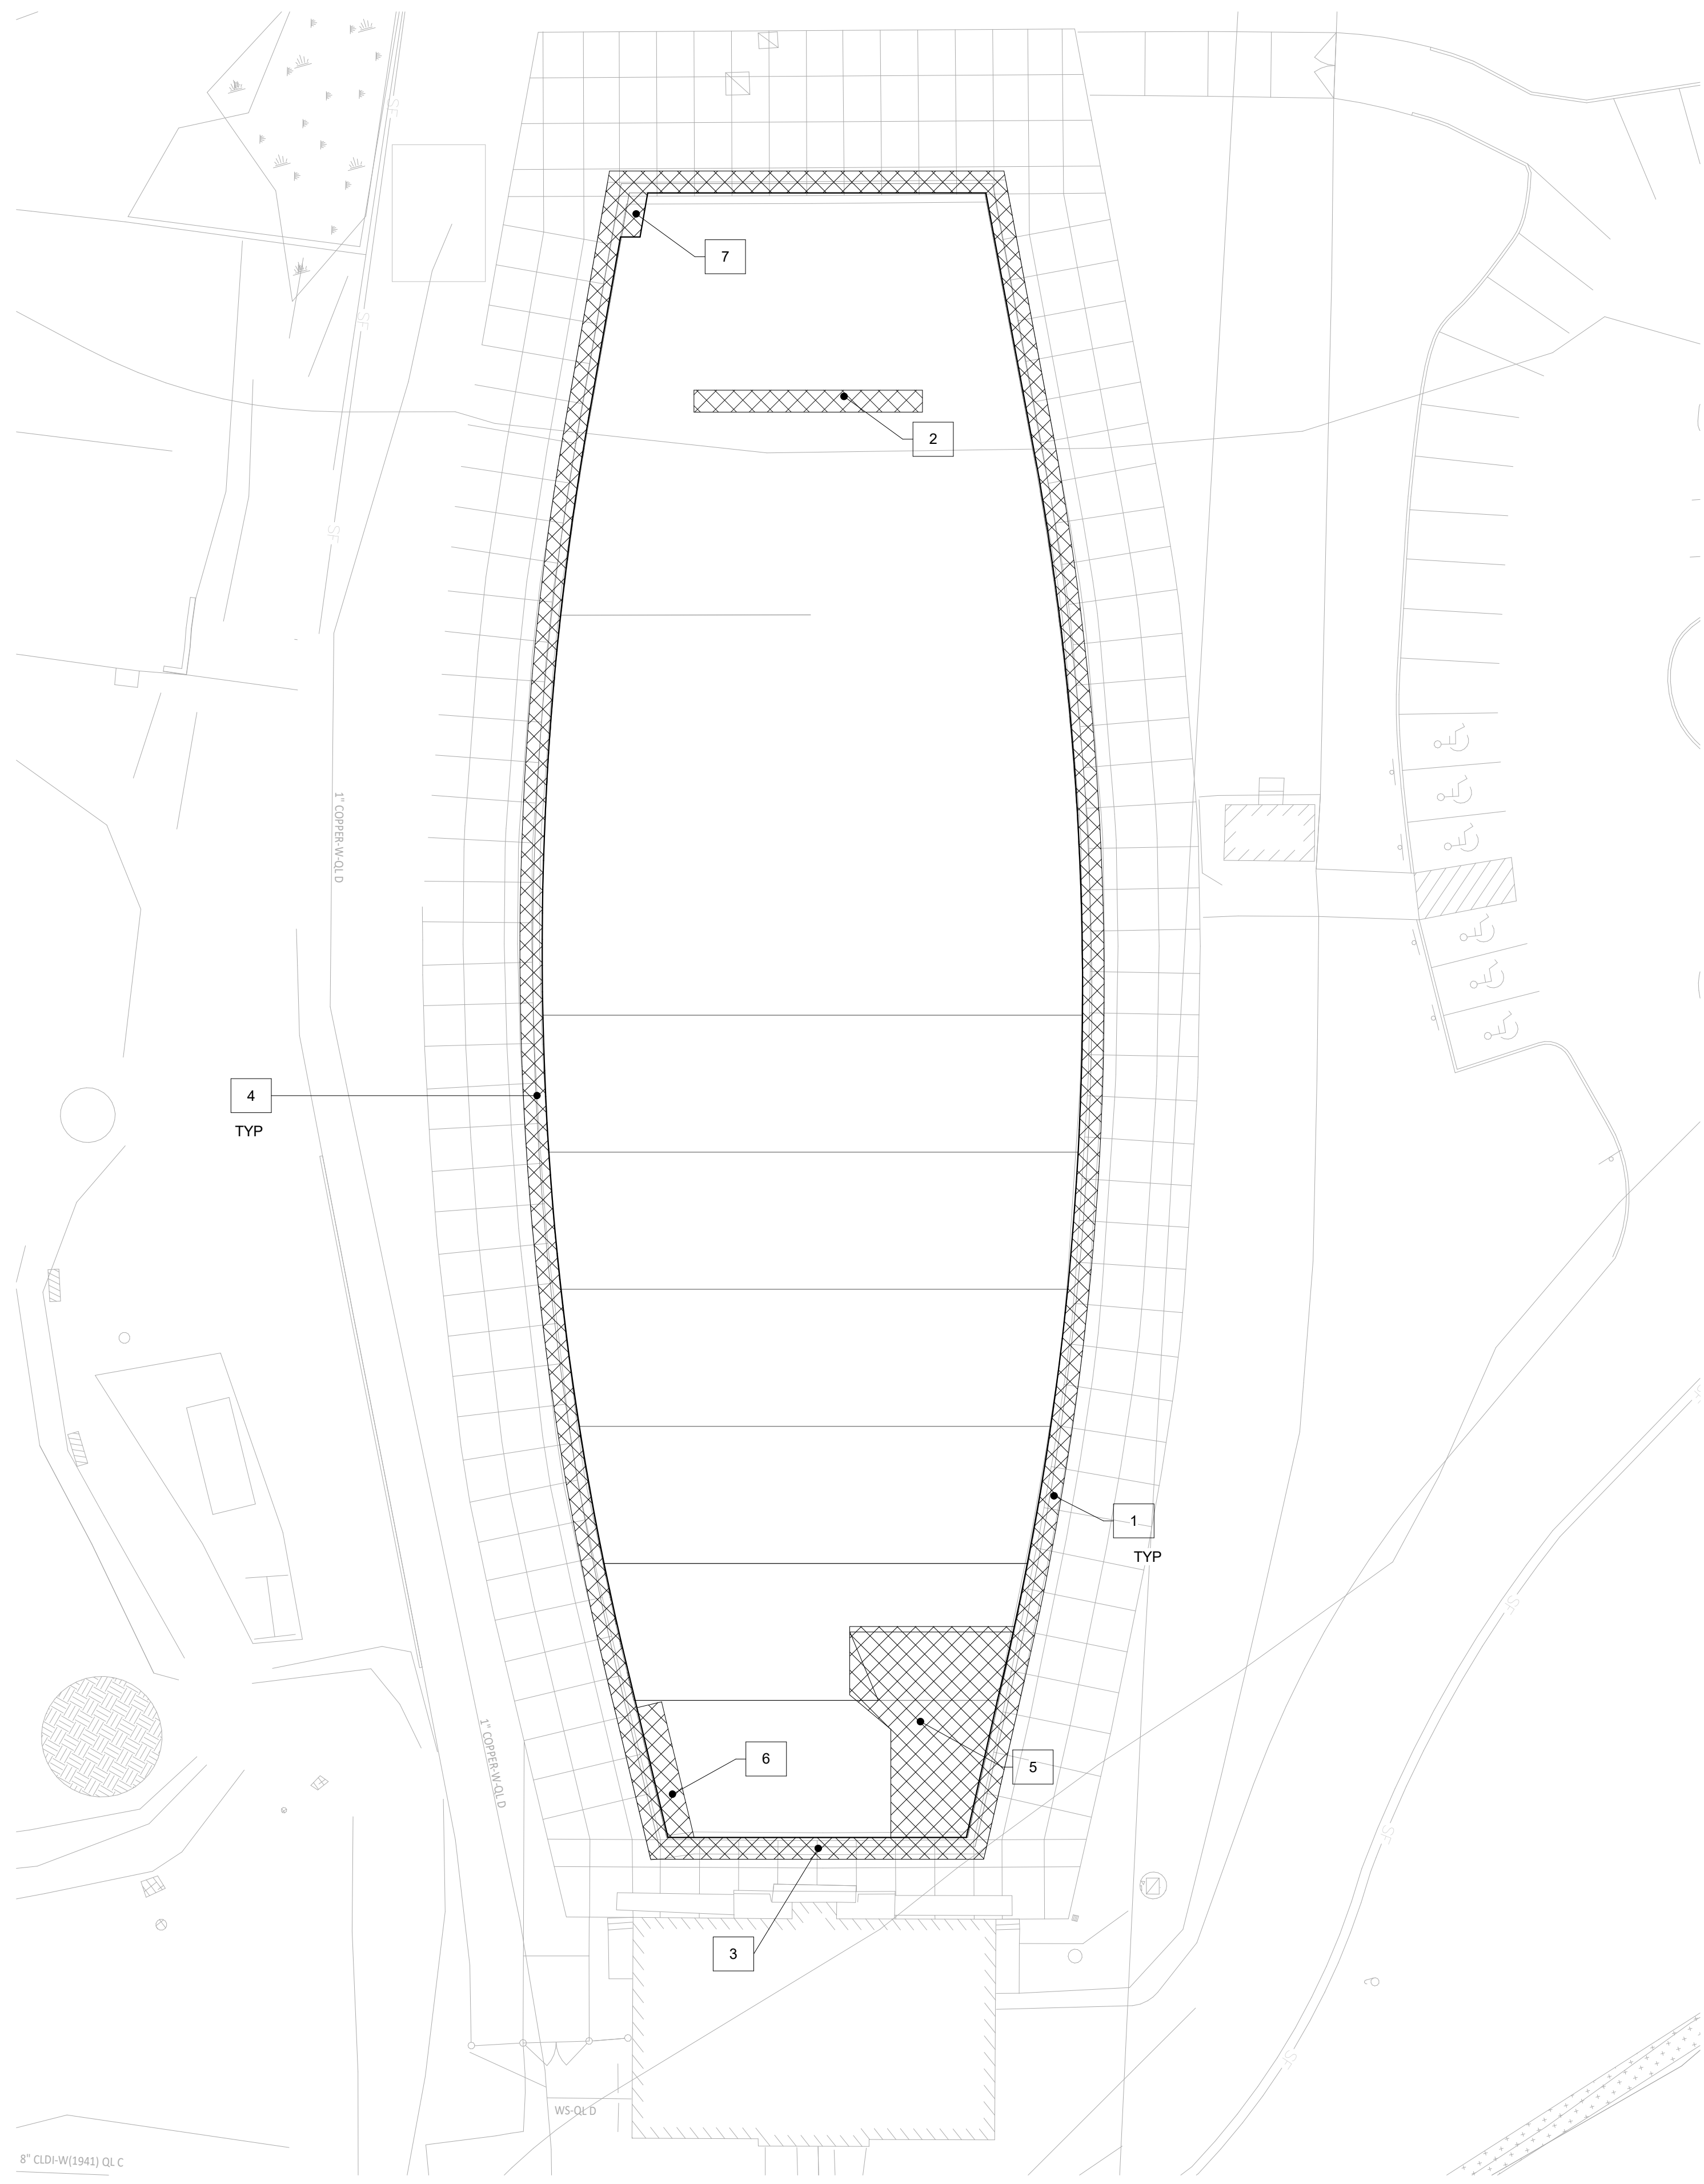 SF
7
2
SF
SF
1" COPPER-W-QL D
4
TYP
1
TYP
SF
1" COPPER-W-QL D
6
5
SF
3
SF
WS-QL D
8" CLDI-W(1941) QL C